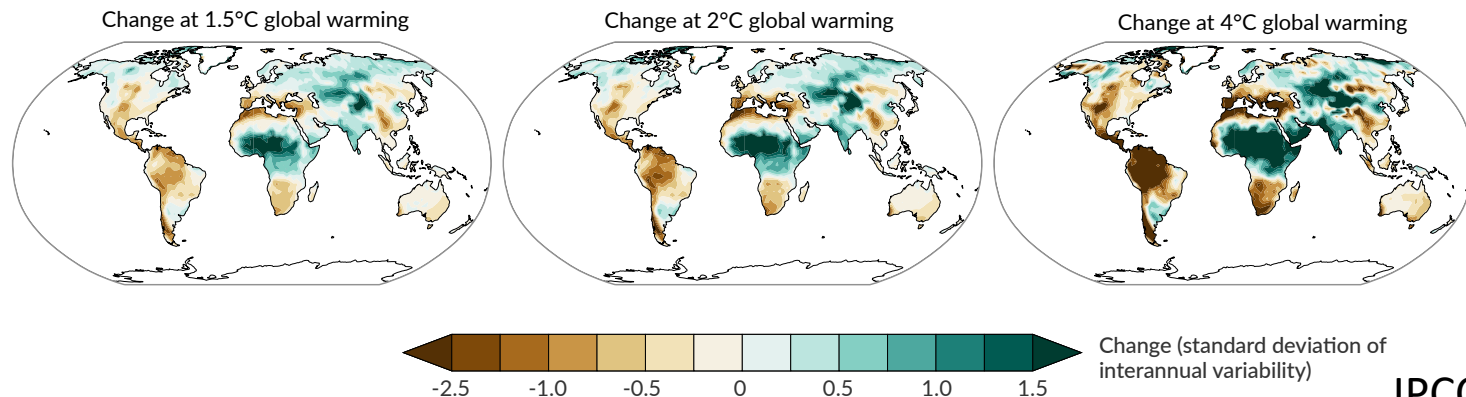 Change at 1.5°C global warming
Change at 2°C global warming
Change at 4°C global warming
-2.5 -1.0 -0.5 0 0.5 1.0 1.5
Change (standard deviation of
interannual variability)
IPCC